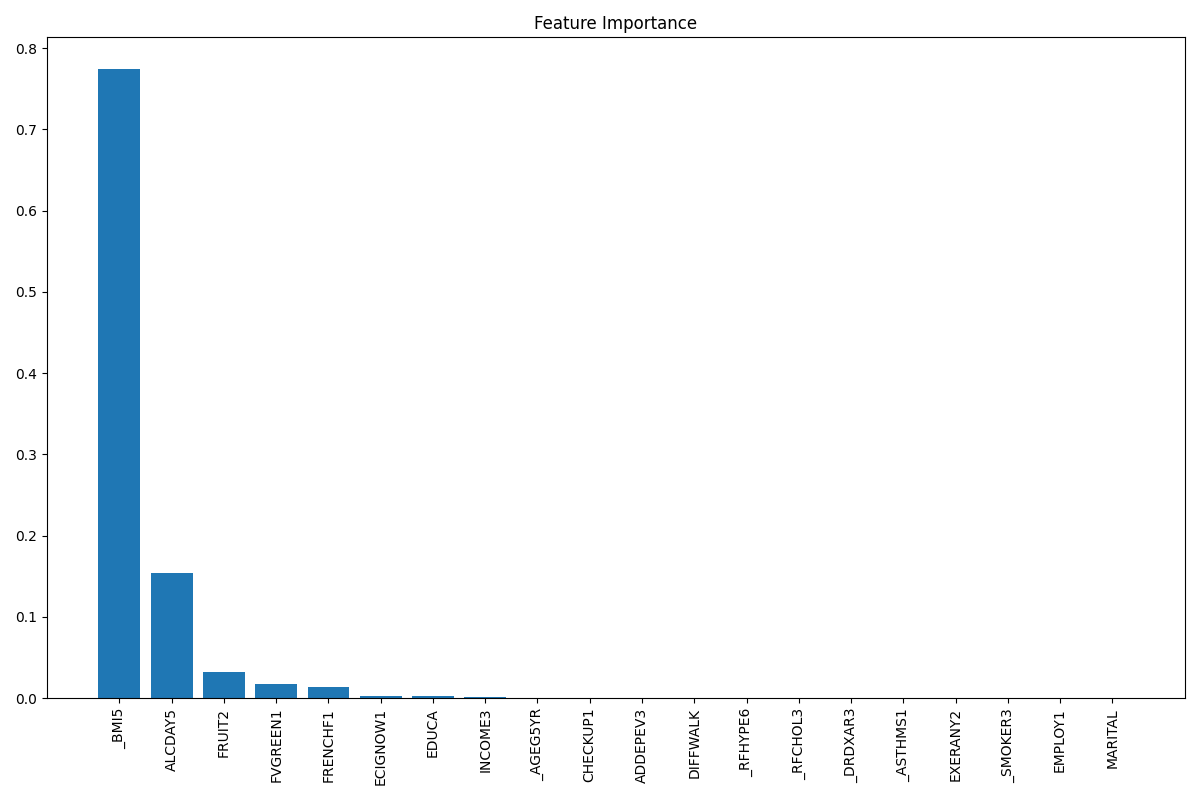 Feature Importance
0.8
0.7
0.6
0.5
0.4
0.3
0.2
0.1
0.0
_BMI5
ALCDAY5
FRUIT2
FVGREEN1
FRENCHF1
ECIGNOW1
EDUCA
INCOME3
_AGEG5YR
CHECKUP1
ADDEPEV3
DIFFWALK
_RFHYPE6
_RFCHOL3
_DRDXAR3
_ASTHMS1
EXERANY2
_SMOKER3
EMPLOY1
MARITAL